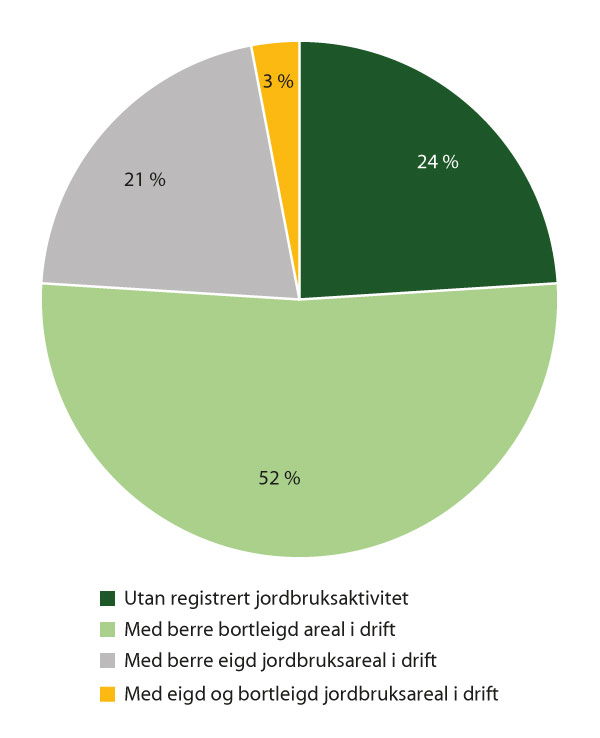 3 %
24 %
21 %
52 %
Utan registrert jordbruksaktivitet
Med berre bortleigd areal i drift
Med berre eigd jordbruksareal i drift
Med eigd og bortleigd jordbruksareal i drift